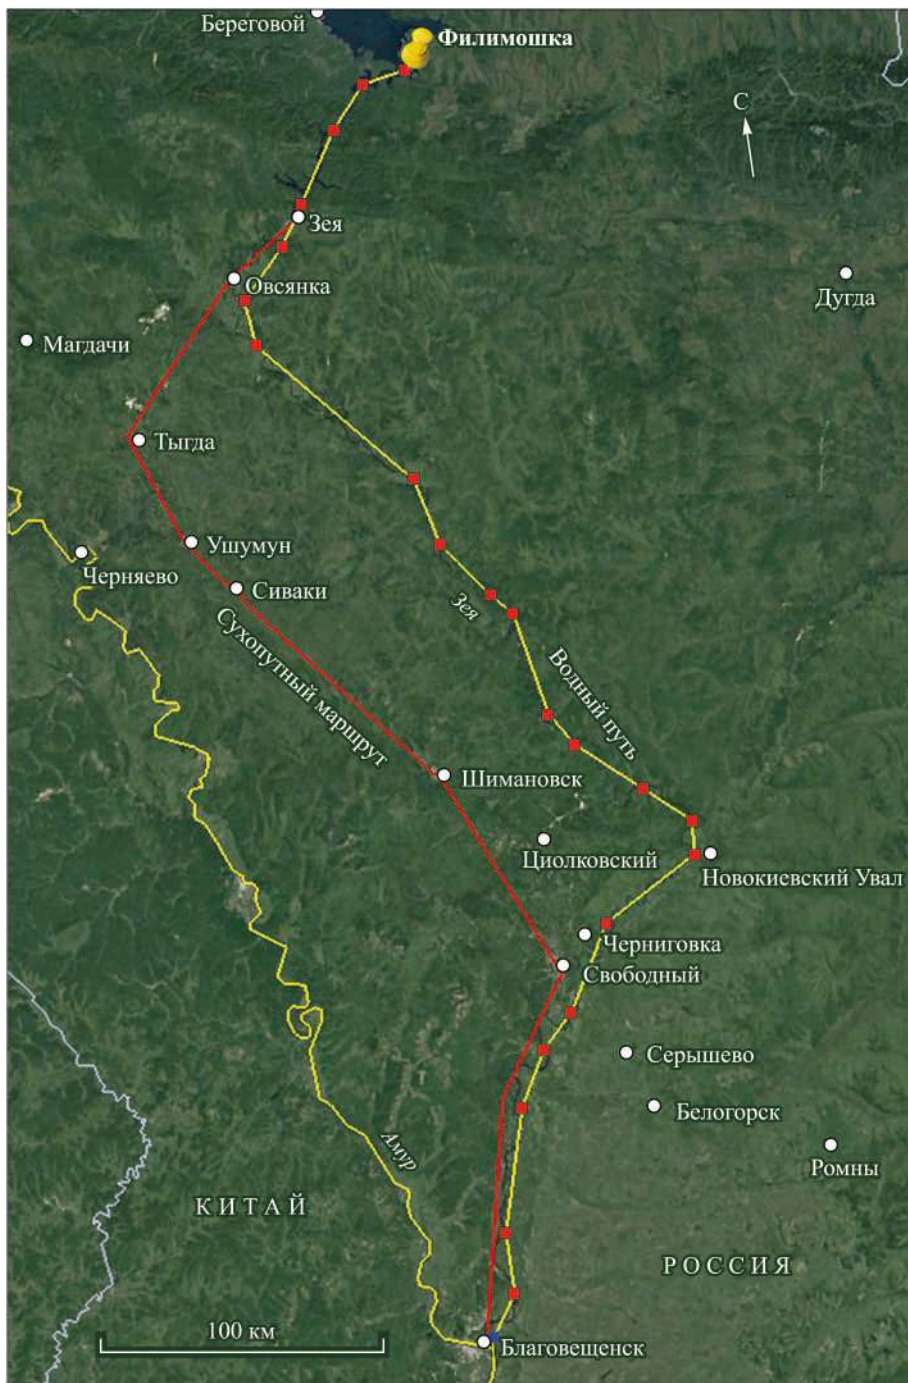 Береговой
Филимошка
С
Зея
Овсянка
Дугда
Магдачи
Тыгда
Ушумун
Черняево
Сиваки
Зея
Сухопутный маршрут
Водный путь
Шимановск
Циолковский
Новокиевский Увал
Черниговка
Свободный
Серышево
Белогорск
Амур
Ромны
КИТАЙ
РОССИЯ
100 км
Благовещенск